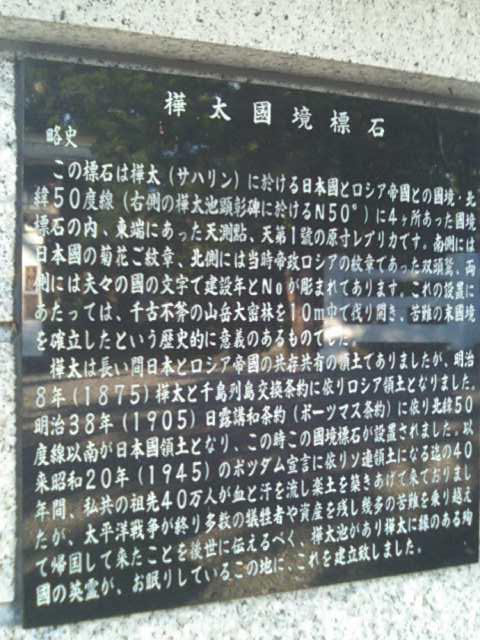 樺太國境標石
略史
この標石は樺太(サハリン)に於ける日本國とロシア帝國との國境・北
緯50度線(右側の樺太池顕彰碑に於けるN50°)に4ヶ所あった國境
標石の内、東端にあった天測點、天第1號の原寸レプリカです。南側には
日本國の菊花ご紋章、北側には当時帝政ロシアの紋章であった双頭鷲、両
側には夫々の國の文字で建設年とNoが彫まれてあります。これの設置に
あたっては、千古不斧の山岳大密林を10m巾で伐り開き、苦難の末國境
を確立したという歴史的に意義のあるものでした。
樺太は長い間日本とロシア帝國の共存共有の領土でありましたが、明治
8年(1875)樺太と千島列島交換条約に依りロシア領土となりました。
明治38年(1905)日露講和条約(ポーツマス条約)に依り北緯50
度線以南が日本國領土となり、この時この國境標石が設置されました。以
来昭和20年(1945)のポツダム宣言に依りソ連領土になる迄の40
年間、私共の祖先40万人が血と汗を流し楽土を築きあげて来ておりまし
たが、太平洋戦争が終り多数の犠牲者や資産を残し幾多の苦難を乗り越え
て帰国して来たことを後世に伝えるべく、樺太池があり樺太に縁のある殉
國の英霊が、お眠りしているこの地に、これを建立致しました。